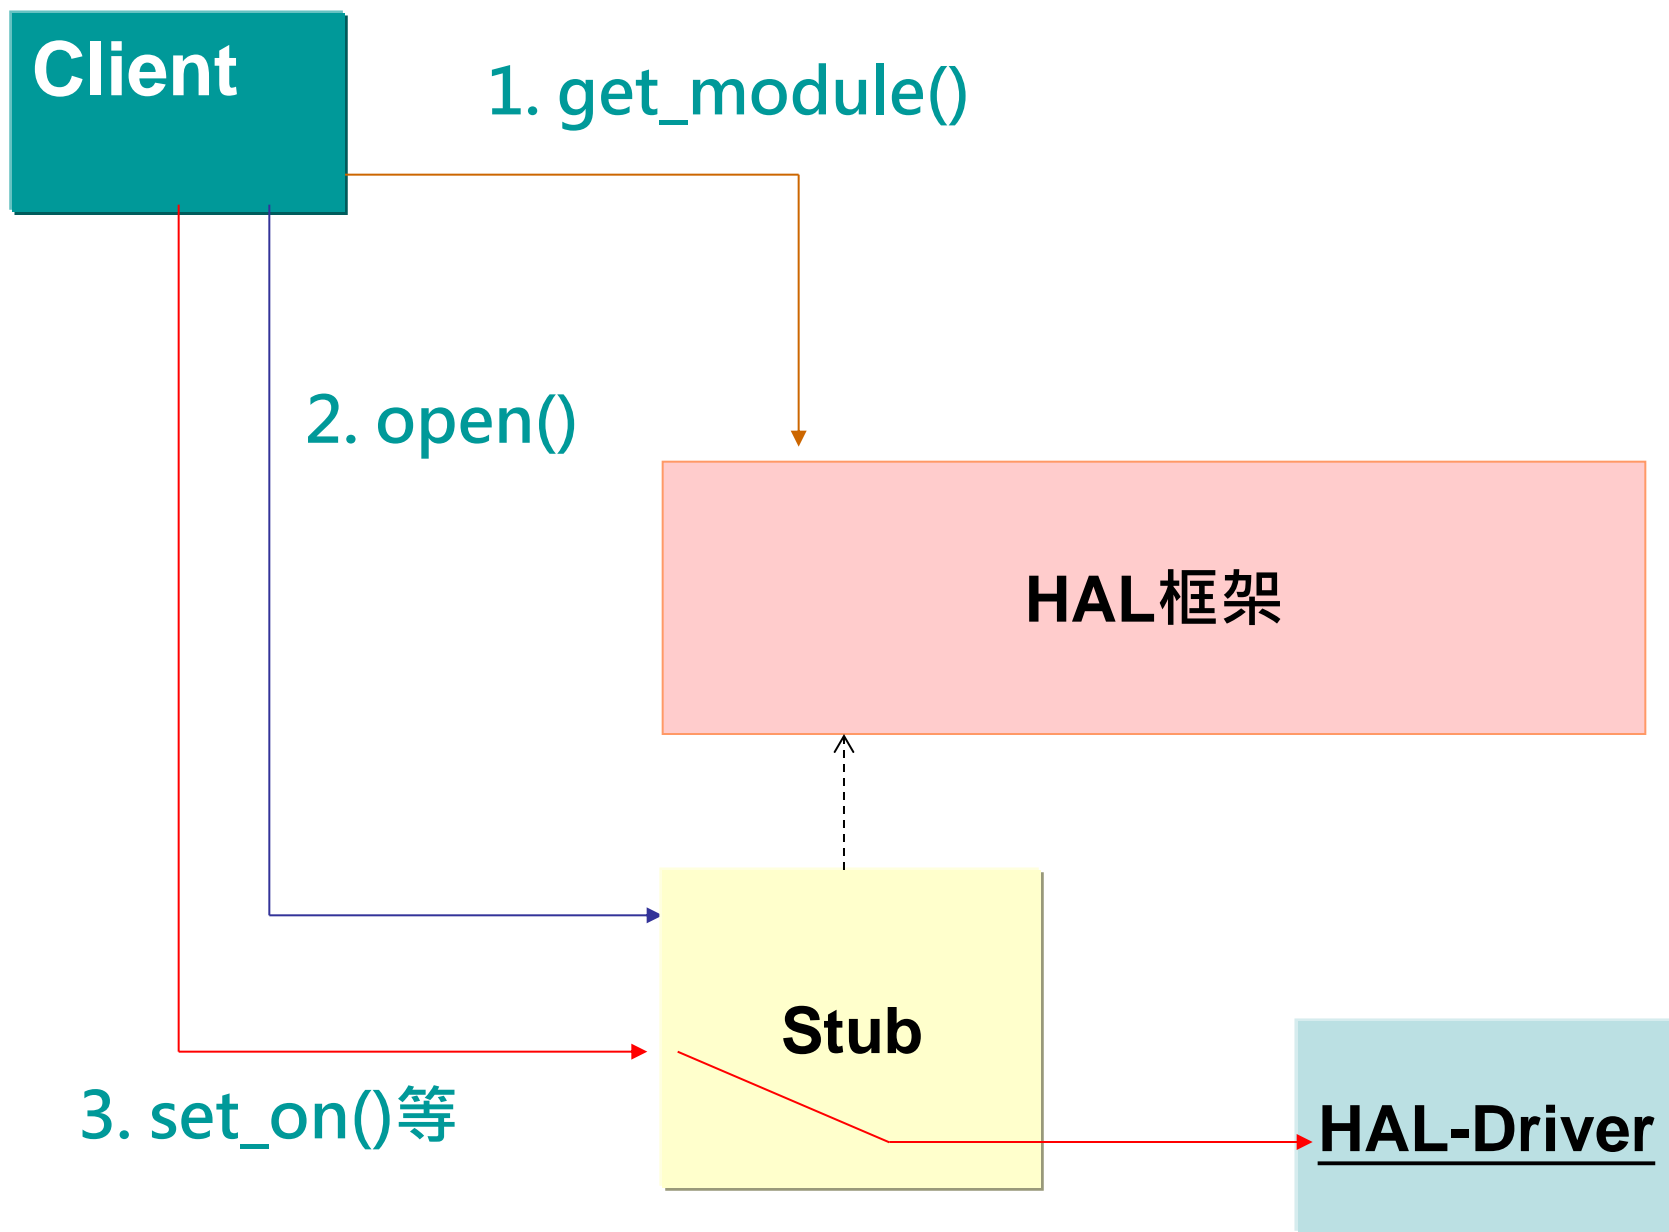 Client
1. get_module()
2. open()
HAL框架
Stub
3. set_on()等
HAL-Driver